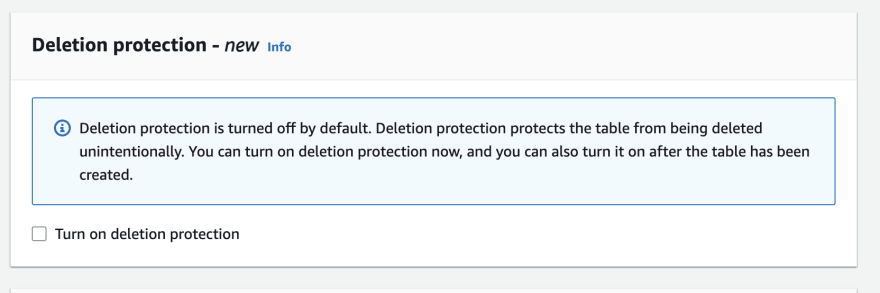 Deletion protection - new Info
Deletion protection is turned off by default. Deletion protection protects the table from being deleted
unintentionally. You can turn on deletion protection now, and you can also turn it on after the table has been
created.
Turn on deletion protection